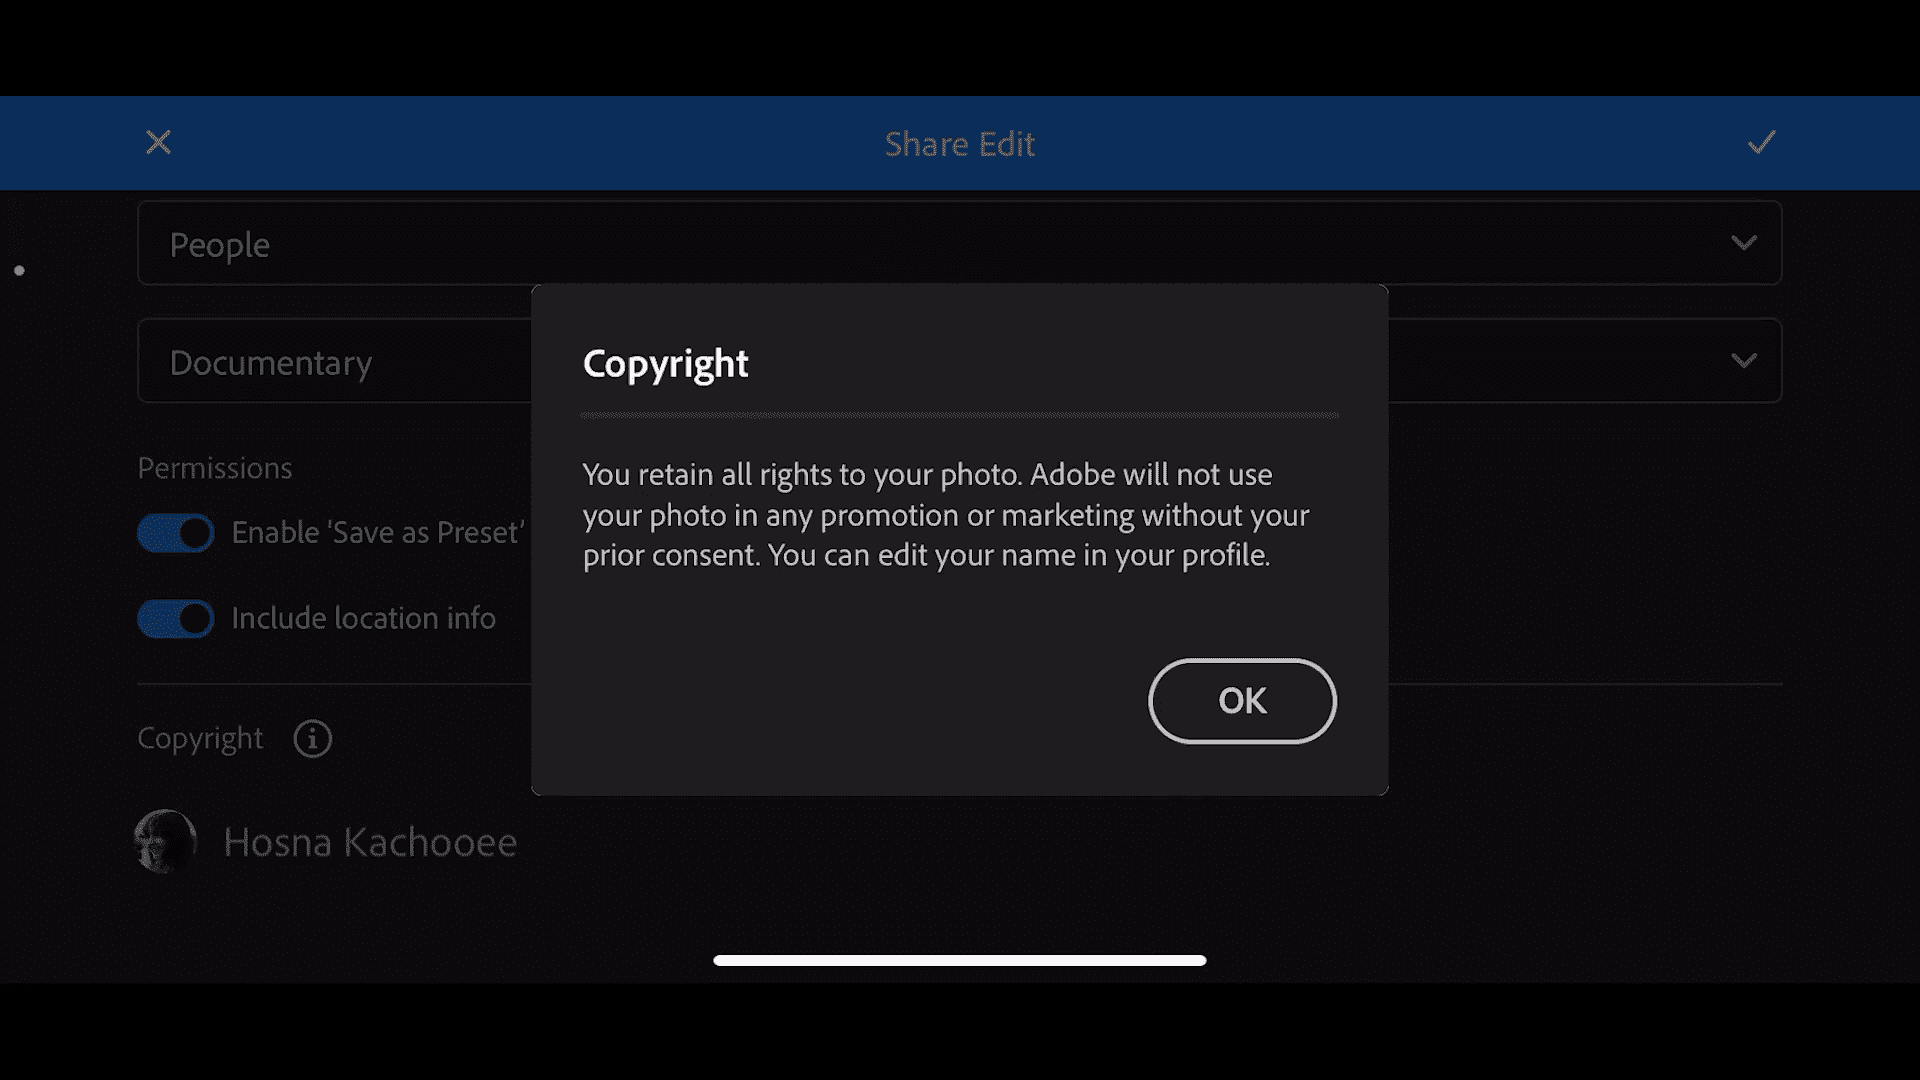 Share Edit
People
Documentary
Permissions
Enable 'Save as Preset’
Include location info
Copyright
Hosna Kachooee
Copyright
You retain all rights to your photo. Adobe will not use
your photo in any promotion or marketing without your
prior consent. You can edit your name in your profile.
OK